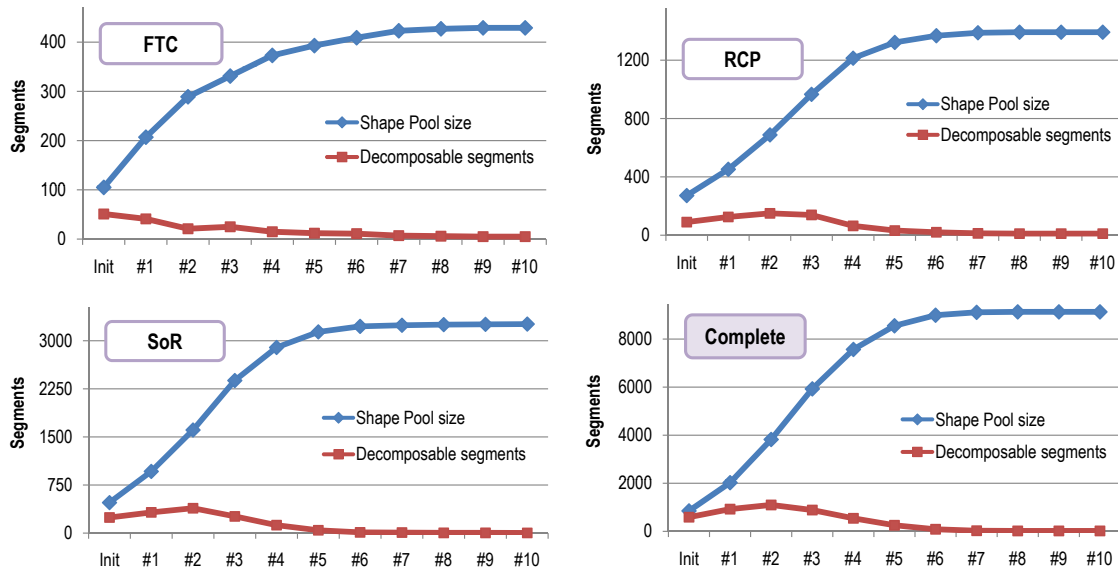 FTC
Segments
400
300
200
100
0
Shape Pool size
Decomposable segments
Init #1 #2 #3 #4 #5 #6 #7 #8 #9 #10
RCP
Segments
1200
800
400
0
Shape Pool size
Decomposable segments
Init #1 #2 #3 #4 #5 #6 #7 #8 #9 #10
SoR
Segments
3000
2250
1500
750
0
Shape Pool size
Decomposable segments
Init #1 #2 #3 #4 #5 #6 #7 #8 #9 #10
Complete
Segments
8000
6000
4000
2000
0
Shape Pool size
Decomposable segments
Init #1 #2 #3 #4 #5 #6 #7 #8 #9 #10